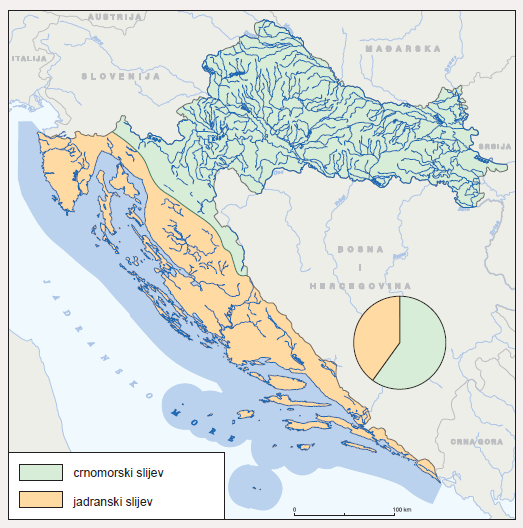 AUSTRIJA
MAĐARSKA
ITALIJA
SLOVENIJA
SRBIJA
BOSNA
I
HERCEGOVINA
JADRANSKO
MORE
CRNA GORA
crnomorski slijev
jadranski slijev
0
100 km